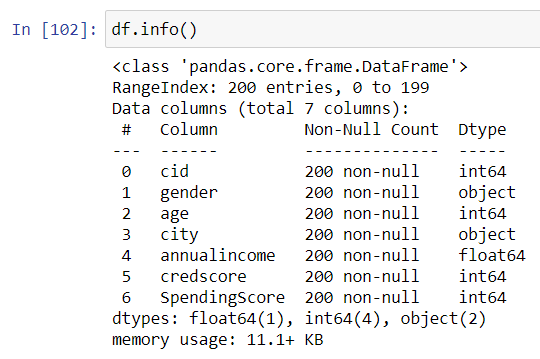 In [102]: df.info()
<class 'pandas.core.frame.DataFrame'>
RangeIndex: 200 entries, 0 to 199
Data columns (total 7 columns):
 #   Column         Non-Null Count  Dtype
---  ------         --------------  -----
 0   cid            200 non-null    int64
 1   gender         200 non-null    object
 2   age            200 non-null    int64
 3   city           200 non-null    object
 4   annualincome   200 non-null    float64
 5   credscore      200 non-null    int64
 6   SpendingScore  200 non-null    int64
dtypes: float64(1), int64(4), object(2)
memory usage: 11.1+ KB